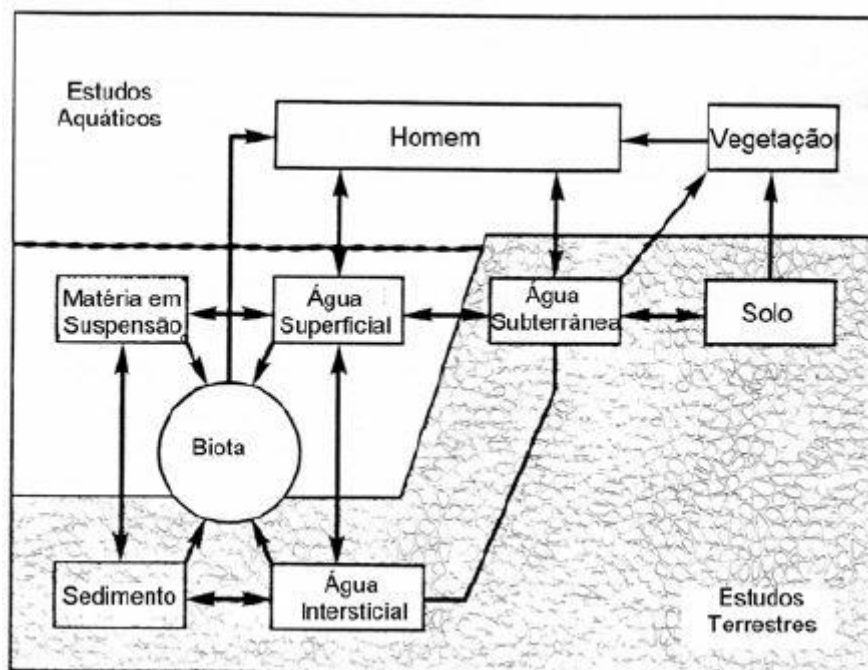 Estudos
Aquáticos
Homem
Vegetação
Matéria em
Suspensão
Água
Superficial
Água
Subterrânea
Solo
Biota
Sedimento
Água
Intersticial
Estudos
Terrestres